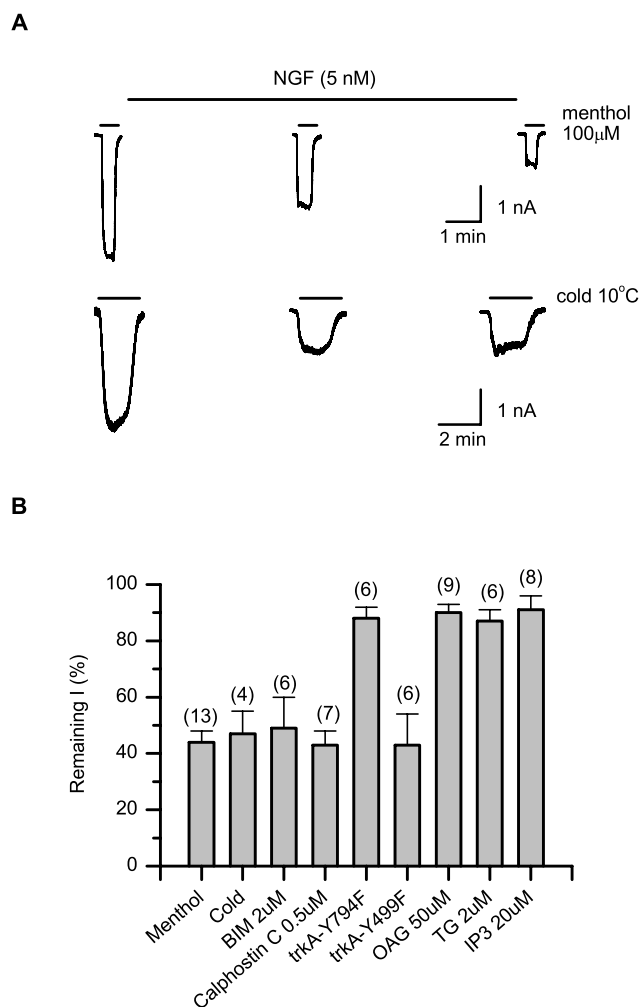 A
NGF (5 nM)
menthol
100μM
1 nA
1 min
cold 10°C
1 nA
2 min
B
Remaining I (%)
100
80
60
40
20
0
(13)
(4)
(6)
(7)
(6)
(6)
(9)
(6)
(8)
Menthol
Cold
BIM 2uM
Calphostin C 0.5uM
trkA-Y794F
trkA-Y499F
OAG 50uM
TG 2uM
IP3 20uM